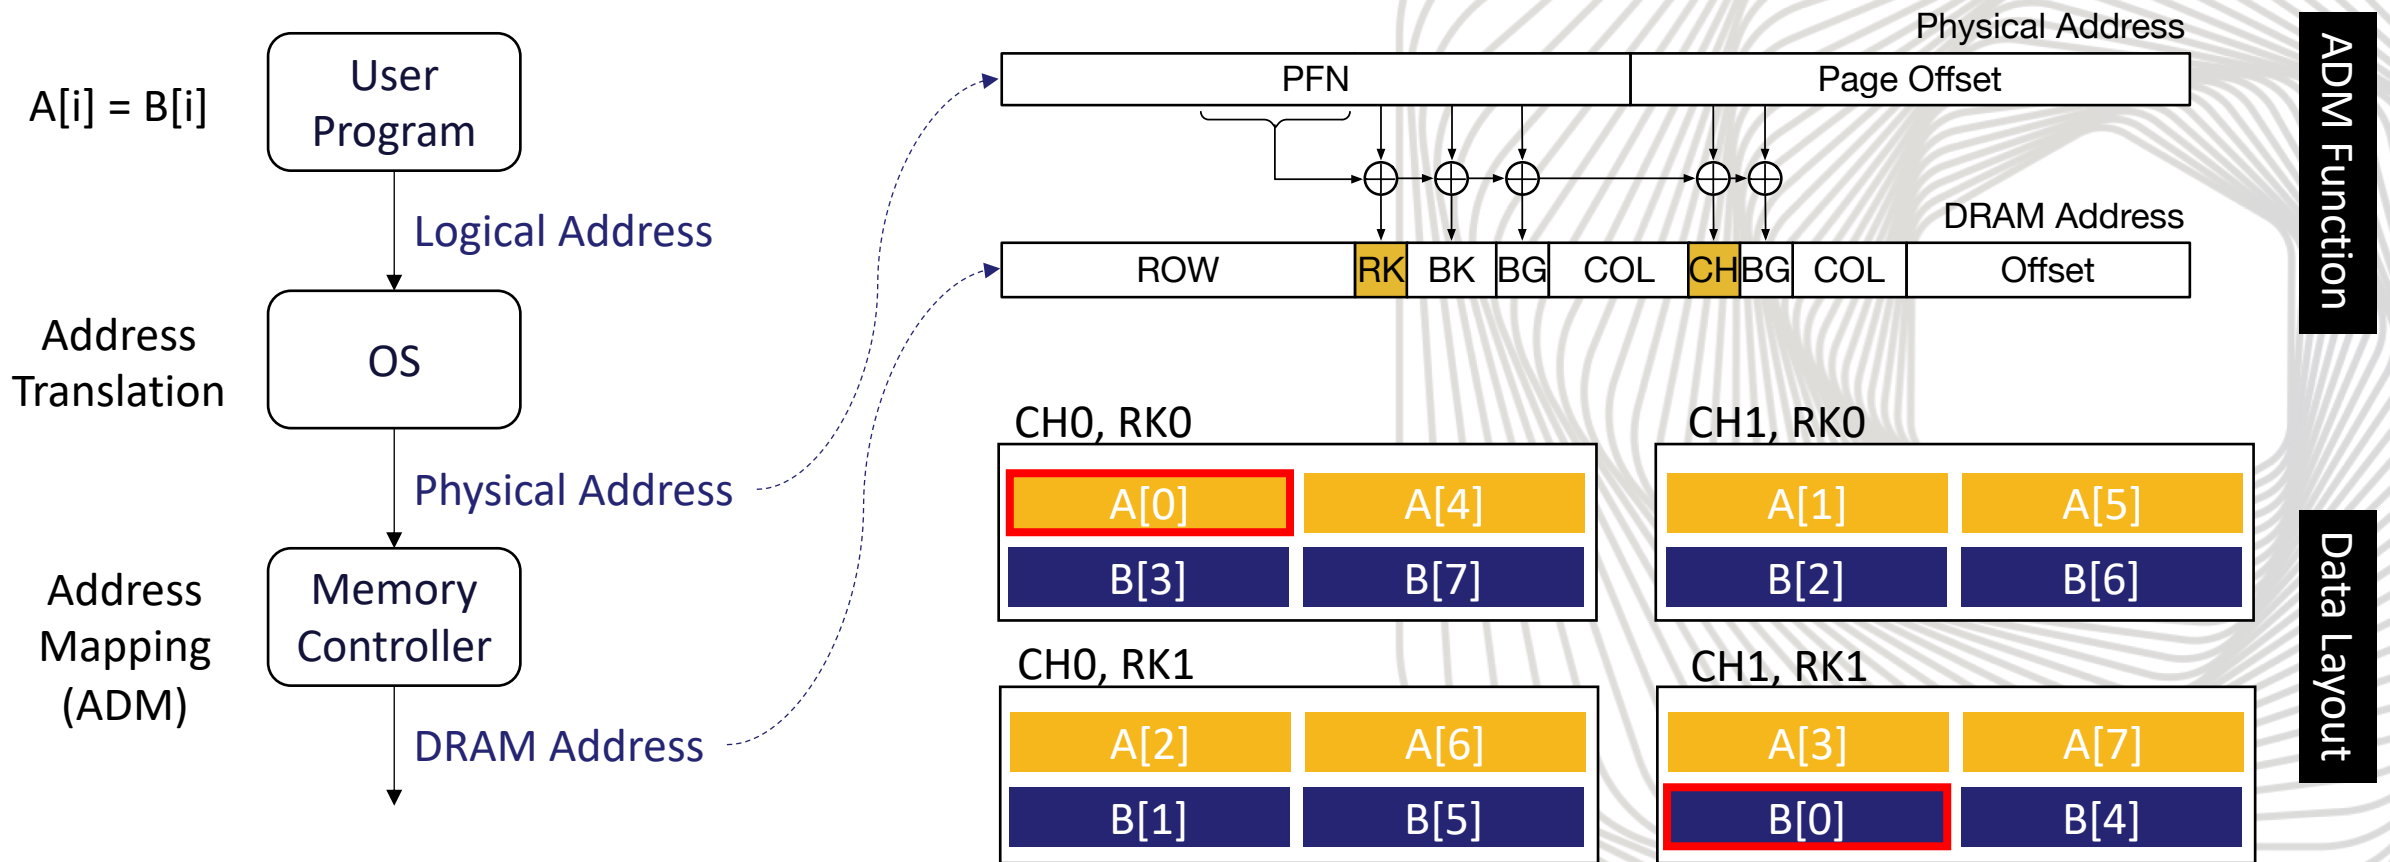 A[i] = B[i]
User
Program
Logical Address
Address
Translation
OS
Physical Address
Address
Mapping
(ADM)
Memory
Controller
DRAM Address
Physical Address
PFN
Page Offset
DRAM Address
ROW
RK
BK
BG
COL
CH
BG
COL
Offset
ADM Function
CH0, RK0
A[0]
A[4]
B[3]
B[7]
CH1, RK0
A[1]
A[5]
B[2]
B[6]
CH0, RK1
A[2]
A[6]
B[1]
B[5]
CH1, RK1
A[3]
A[7]
B[0]
B[4]
Data Layout